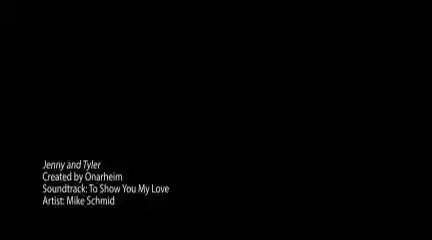 Jenny and Tyler
Created by Onarheim
Soundtrack: To Show You My Love
Artist: Mike Schmid